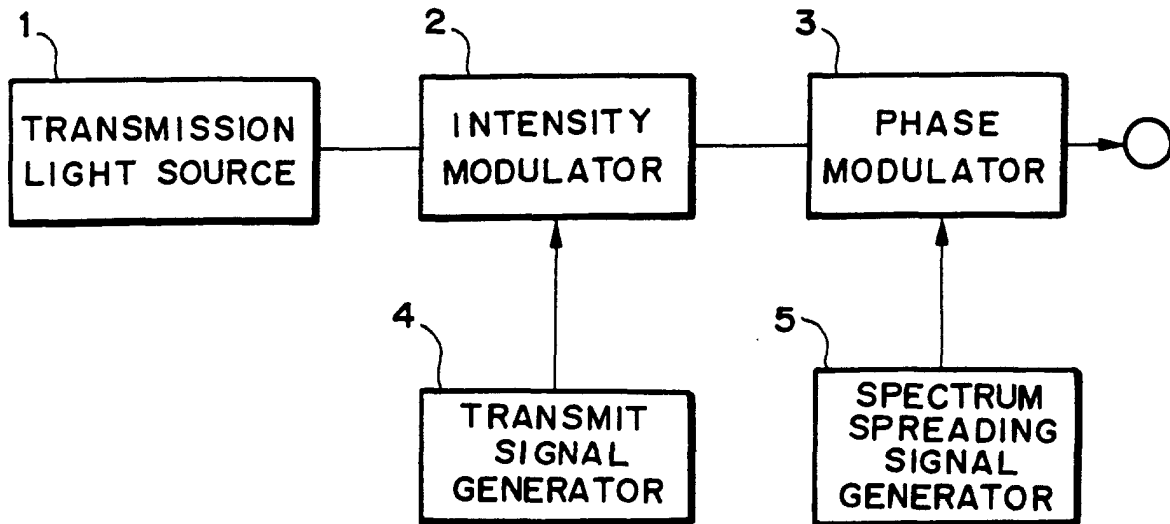 1
TRANSMISSION
LIGHT SOURCE
2
INTENSITY
MODULATOR
3
PHASE
MODULATOR
4
TRANSMIT
SIGNAL
GENERATOR
5
SPECTRUM
SPREADING
SIGNAL
GENERATOR